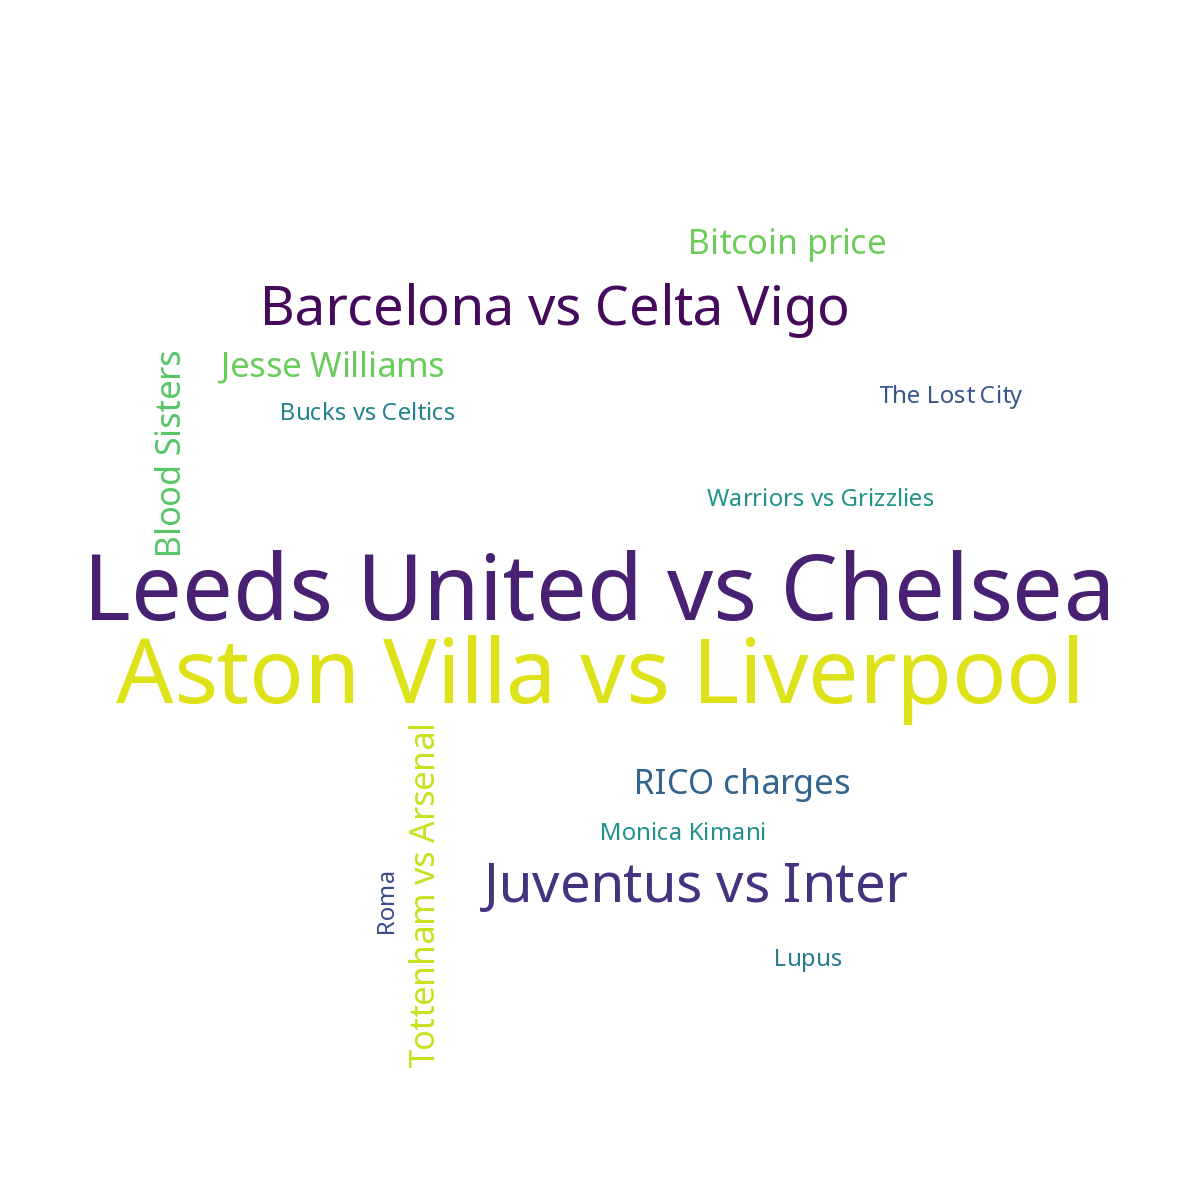 Bitcoin price
Barcelona vs Celta Vigo
Jesse Williams
Blood Sisters
The Lost City
Bucks vs Celtics
Warriors vs Grizzlies
Leeds United vs Chelsea
Aston Villa vs Liverpool
Tottenham vs Arsenal
RICO charges
Monica Kimani
Juventus vs Inter
Roma
Lupus